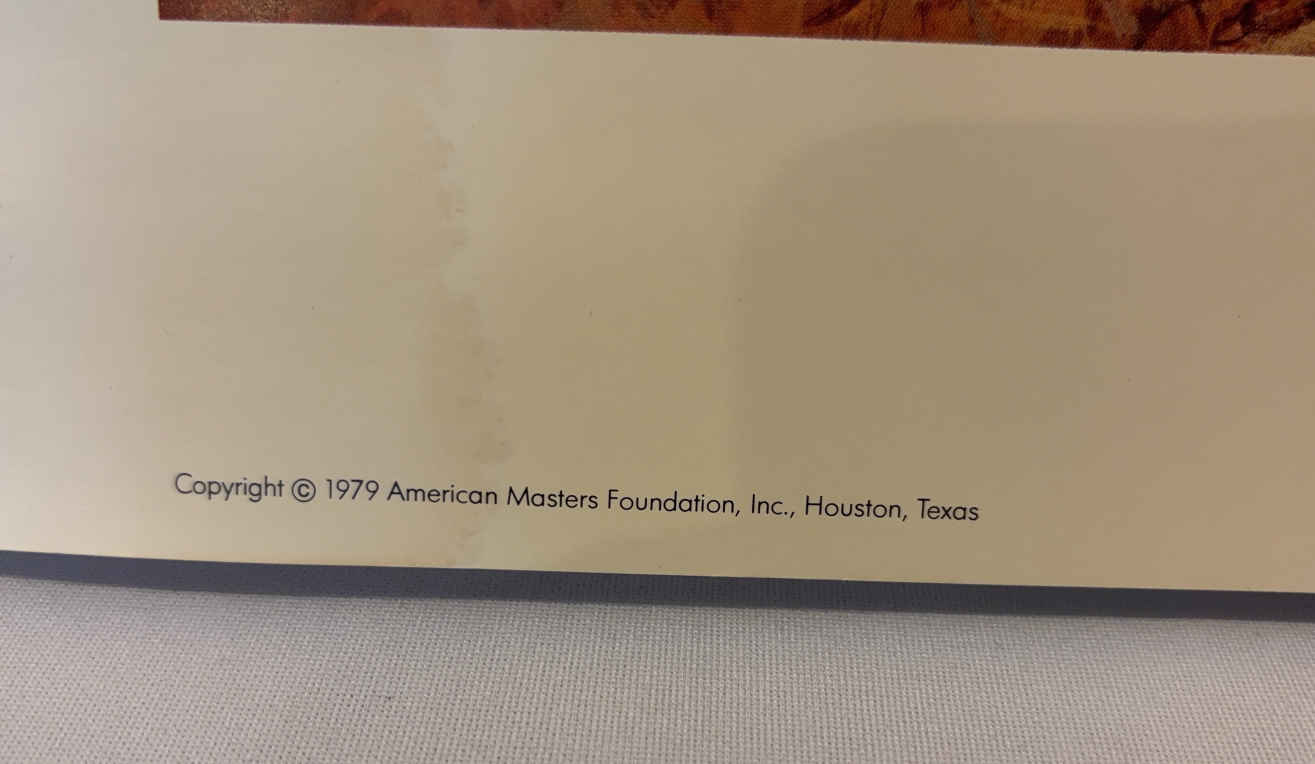 Copyright © 1979 American Masters Foundation, Inc., Houston, Texas